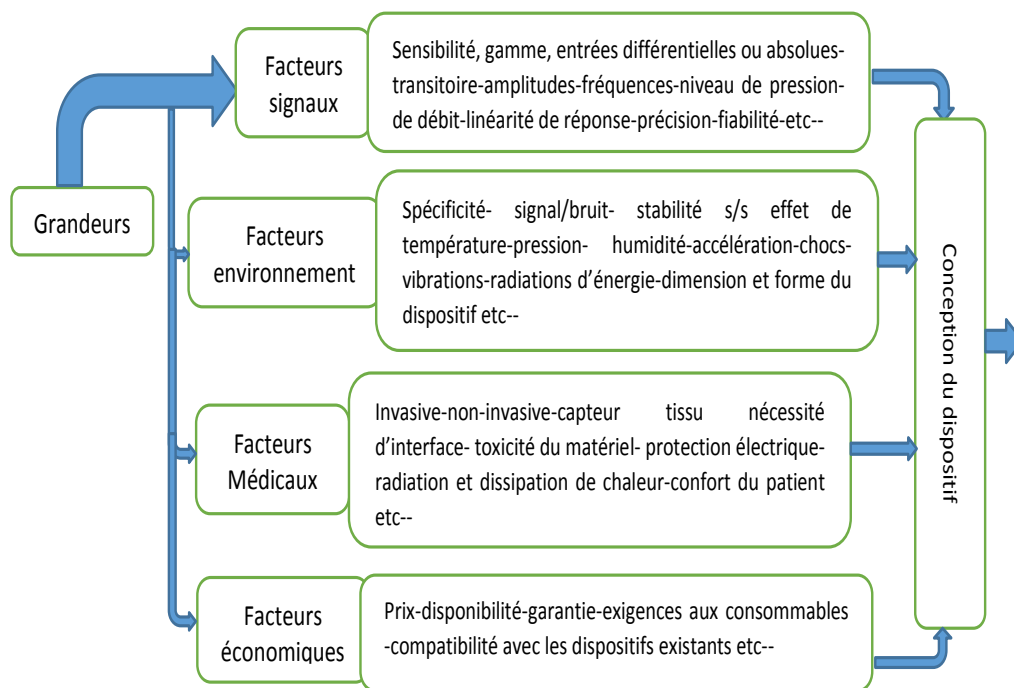 Grandeurs
Facteurs
signaux
Sensibilité, gamme, entrées différentielles ou absolues-
transitoire-amplitudes-fréquences-niveau de pression-
de débit-linéarité de réponse-précision-fiabilité-etc--
Facteurs
environnement
Spécificité- signal/bruit- stabilité s/s effet de
température-pression- humidité-accélération-chocs-
vibrations-radiations d’énergie-dimension et forme du
dispositif etc--
Facteurs
Médicaux
Invasive-non-invasive-capteur tissu nécessité
d’interface- toxicité du matériel- protection électrique-
radiation et dissipation de chaleur-confort du patient
etc--
Facteurs
économiques
Prix-disponibilité-garantie-exigences aux consommables
-compatibilité avec les dispositifs existants etc--
Conception du dispositif